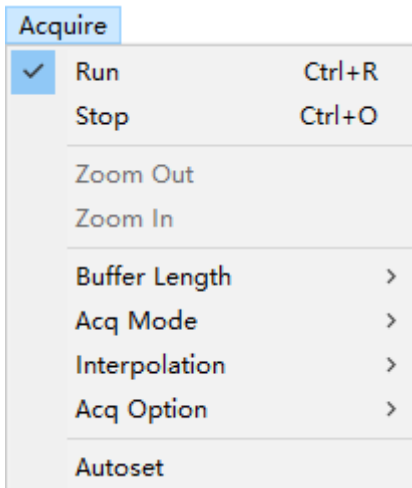 Acquire
Run Ctrl+R
Stop Ctrl+O
Zoom Out
Zoom In
Buffer Length
Acq Mode
Interpolation
Acq Option
Autoset